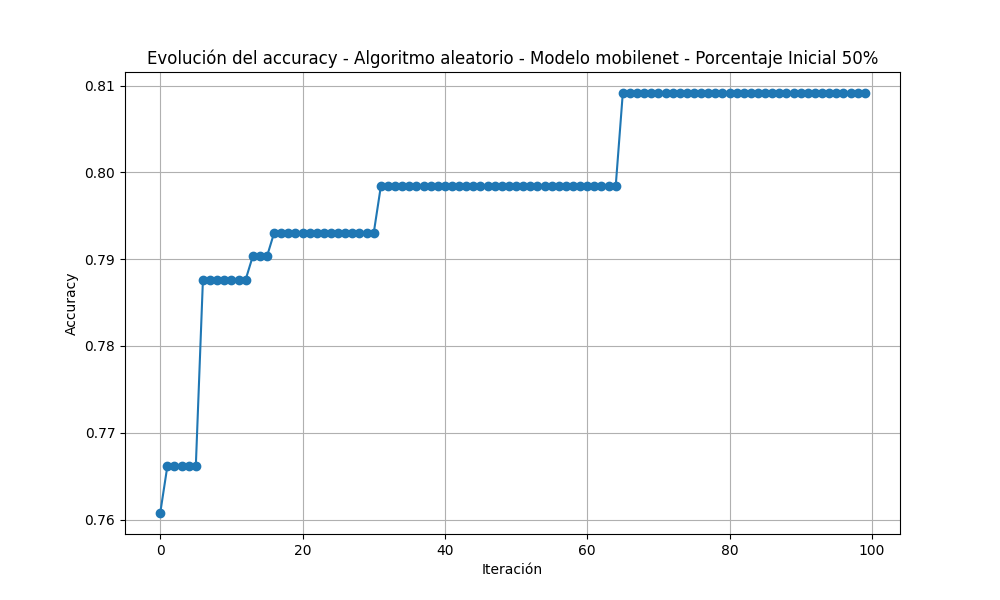 Evolución del accuracy - Algoritmo aleatorio - Modelo mobilenet - Porcentaje Inicial 50%
0.81
0.80
0.79
0.78
0.77
0.76
Accuracy
0 20 40 60 80 100
Iteración